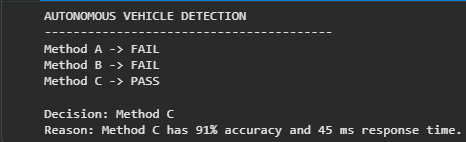 AUTONOMOUS VEHICLE DETECTION
--------------------------------------
Method A -> FAIL
Method B -> FAIL
Method C -> PASS
Decision: Method C
Reason: Method C has 91% accuracy and 45 ms response time.